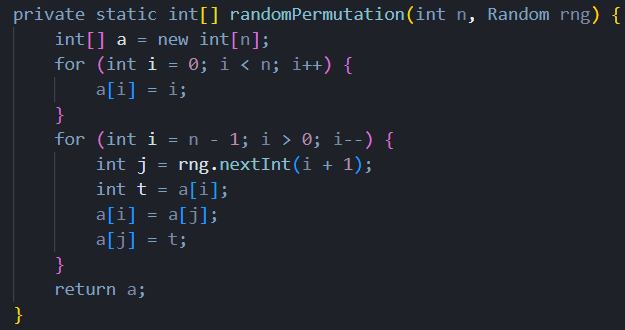 private static int[] randomPermutation(int n, Random rng) {
    int[] a = new int[n];
    for (int i = 0; i < n; i++) {
        a[i] = i;
    }
    for (int i = n - 1; i > 0; i--) {
        int j = rng.nextInt(i + 1);
        int t = a[i];
        a[i] = a[j];
        a[j] = t;
    }
    return a;
}